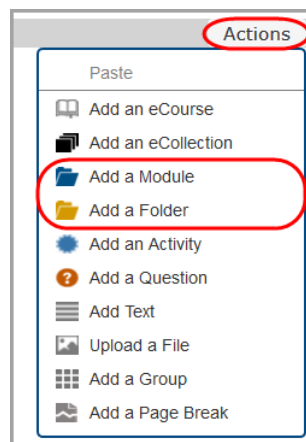 Actions
Paste
Add an eCourse
Add an eCollection
Add a Module
Add a Folder
Add an Activity
Add a Question
Add Text
Upload a File
Add a Group
Add a Page Break